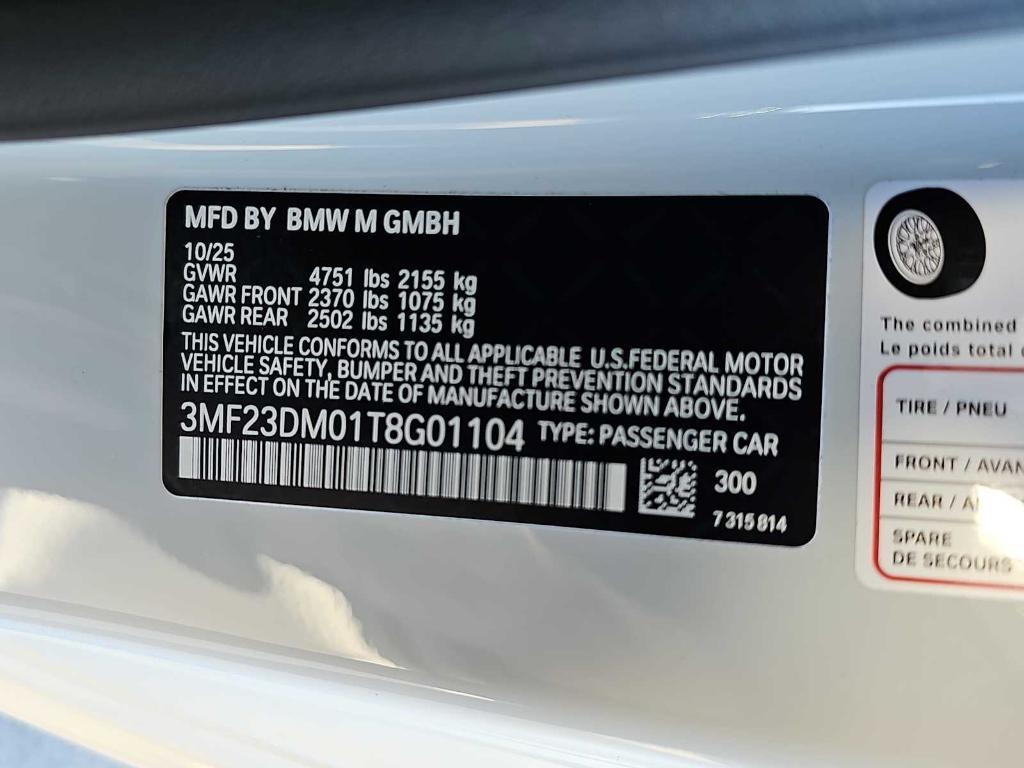 MFD BY BMW M GMBH
10/25
GVWR 4751 lbs 2155 kg
GAWR FRONT 2370 lbs 1075 kg
GAWR REAR 2502 lbs 1135 kg
THIS VEHICLE CONFORMS TO ALL APPLICABLE U.S.FEDERAL MOTOR
VEHICLE SAFETY, BUMPER AND THEFT PREVENTION STANDARDS
IN EFFECT ON THE DATE OF MANUFACTURE SHOWN ABOVE.
3MF23DM01T8G01104 TYPE: PASSENGER CAR
300
7 315 814
The combined
Le poids total
TIRE / PNEU
FRONT / AVAN
REAR / A
SPARE
DE SECOURS